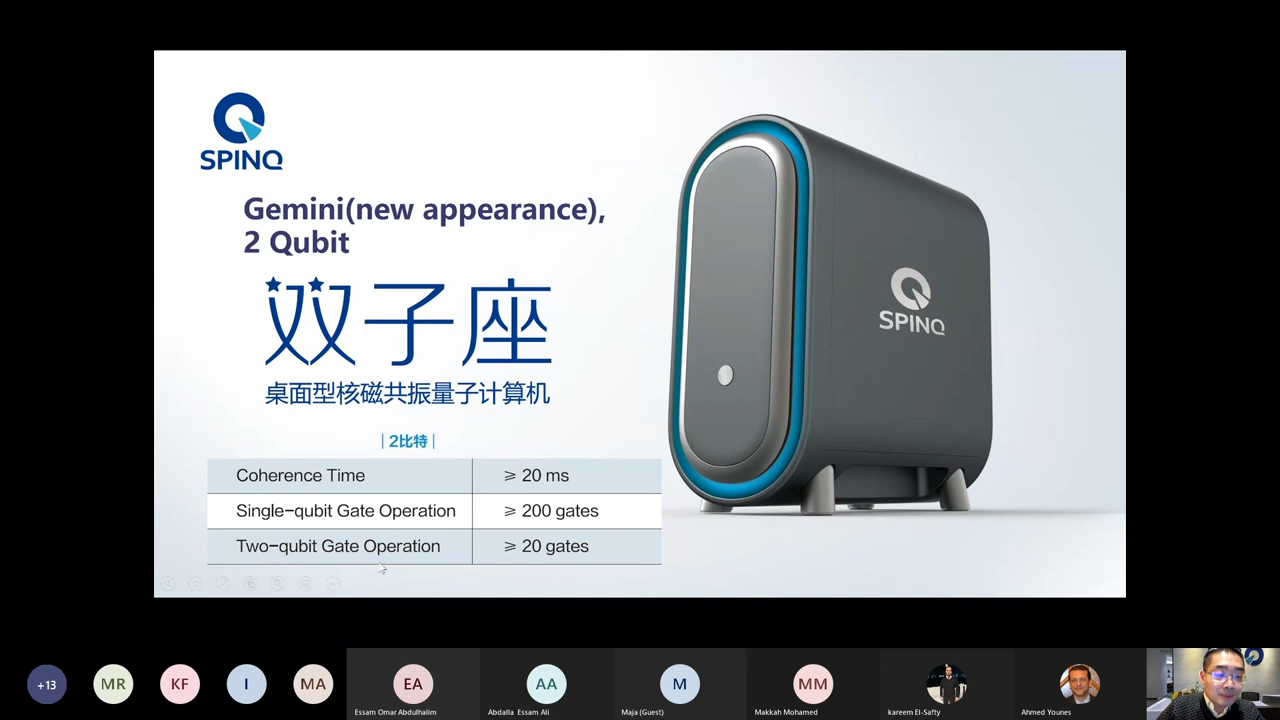 SPINQ
Gemini(new appearance),
2 Qubit
双子座
桌面型核磁共振量子计算机
|2比特|
Coherence Time ⩾ 20 ms
Single-qubit Gate Operation ⩾ 200 gates
Two-qubit Gate Operation ⩾ 20 gates
SPINQ
+13
MR
KF
I
MA
EA
AA
M
MM
Essam Omar Abdulhalim
Abdalla Essam Ali
Maja (Guest)
Makkah Mohamed
kareem El-Safty
Ahmed Younes